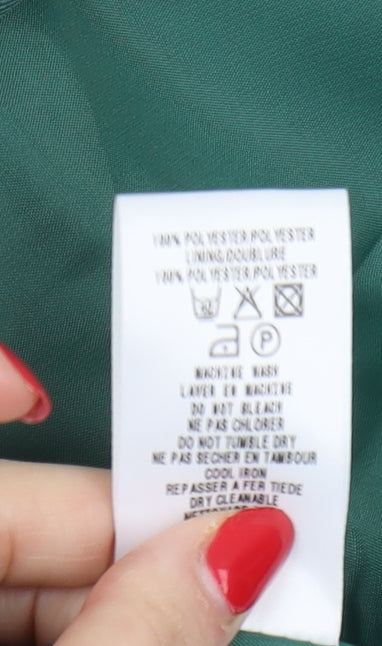 100% POLYESTER/POLYESTER
LINING/DOUBLURE
100% POLYESTER/POLYESTER
P
MACHINE WASH
LAVER EN MACHINE
DO NOT BLEACH
NE PAS CHLORER
DO NOT TUMBLE DRY
NE PAS SECHER EN TAMBOUR
COOL IRON
REPASSER A FER TIEDE
DRY CLEANABLE
NETTOYAGE